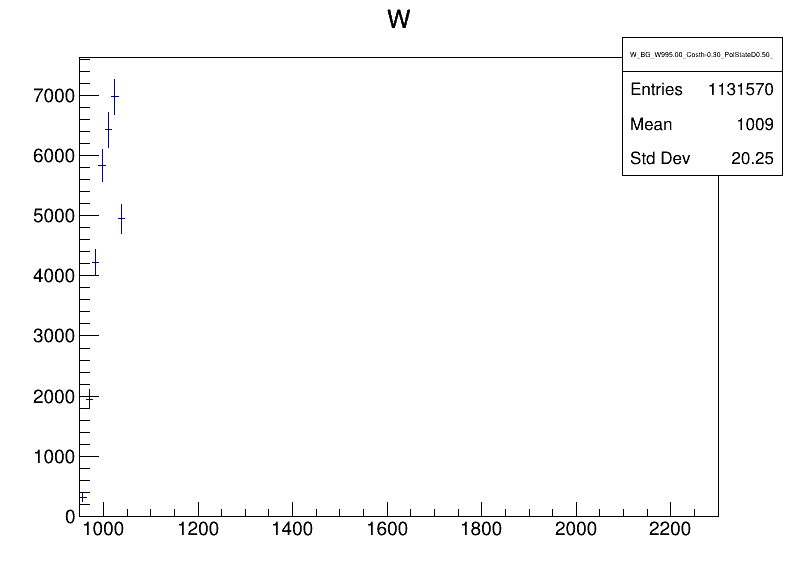 W
W_BG_W995.00_Costh-0.30_PolStateD0.50_
Entries 1131570
Mean 1009
Std Dev 20.25
7000
6000
5000
4000
3000
2000
1000
0
1000 1200 1400 1600 1800 2000 2200